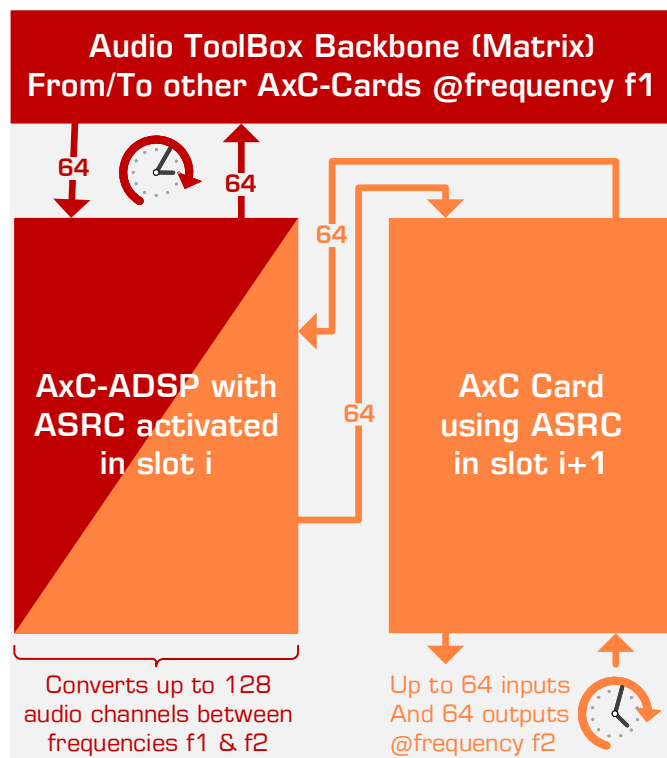 Audio ToolBox Backbone (Matrix)
From/To other AxC-Cards @frequency f1
64
64
64
64
AxC-ADSP with
ASRC activated
in slot i
AxC Card
using ASRC
in slot i+1
Converts up to 128
audio channels between
frequencies f1 & f2
Up to 64 inputs
And 64 outputs
@frequency f2